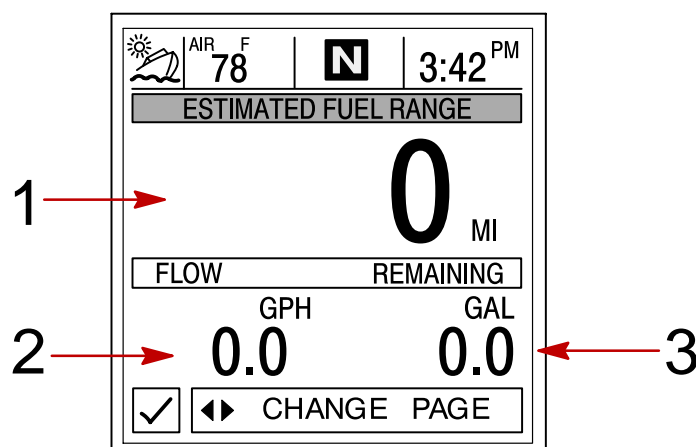 AIR 78 F N 3:42 PM
ESTIMATED FUEL RANGE
1 0 MI
FLOW REMAINING
GPH GAL
2 0.0 0.0 3
CHANGE PAGE